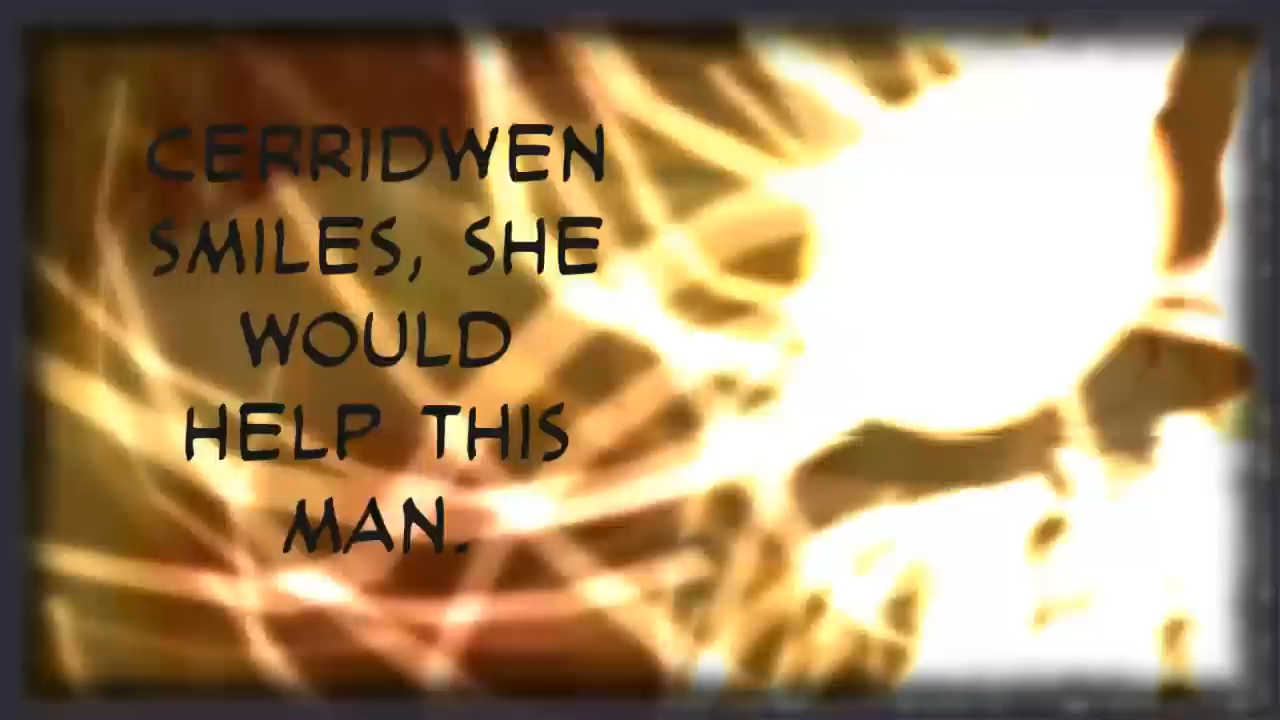 CERRIDWEN
SMILES, SHE
WOULD
HELP THIS
MAN.